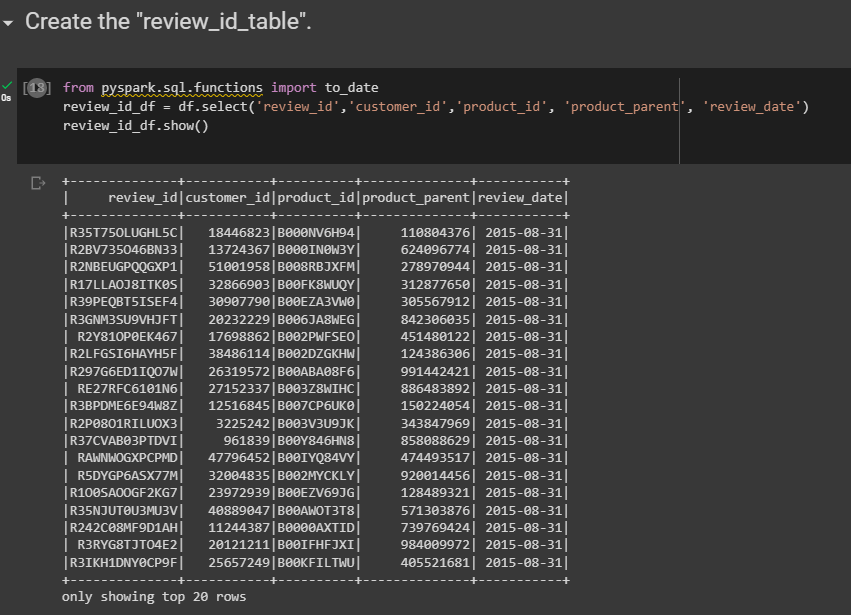 Create the "review_id_table".
[18] from pyspark.sql.functions import to_date
0s
review_id_df = df.select('review_id','customer_id','product_id', 'product_parent', 'review_date')
review_id_df.show()
+--------------+-----------+----------+--------------+-----------+
|     review_id|customer_id|product_id|product_parent|review_date|
+--------------+-----------+----------+--------------+-----------+
|R35T75OLUGHL5C|   18446823|B000NV6H94|     110804376| 2015-08-31|
|R2BV735O46BN33|   13724367|B000IN0W3Y|     624096774| 2015-08-31|
|R2NBEUGPQQGXP1|   51001958|B008RBJXFM|     278970944| 2015-08-31|
|R17LLAOJ8ITK0S|   32866903|B00FK8WUQY|     312877650| 2015-08-31|
|R39PEQBT5ISEF4|   30907790|B00EZA3VW0|     305567912| 2015-08-31|
|R3GNM3SU9VHJFT|   20232229|B006JA8WEG|     842306035| 2015-08-31|
| R2Y81OP0EK467|   17698862|B002PWFSEO|     451480122| 2015-08-31|
|R2LFGSI6HAYH5F|   38486114|B002DZGKHW|     124386306| 2015-08-31|
|R297G6ED1IQO7W|   26319572|B00ABA08F6|     991442421| 2015-08-31|
| RE27RFC6101N6|   27152337|B003Z8WIHC|     886483892| 2015-08-31|
|R3BPDME6E94W8Z|   12516845|B007CP6UK0|     150224054| 2015-08-31|
|R2P08O1RILUOX3|    3225242|B003V3U9JK|     343847969| 2015-08-31|
|R37CVAB03PTDVI|     961839|B00Y846HN8|     858088629| 2015-08-31|
| RAWNWOGXPCPMD|   47796452|B00IYQ84VY|     474493517| 2015-08-31|
| R5DYGP6ASX77M|   32004835|B002MYCKLY|     920014456| 2015-08-31|
|R1O0SAOOGF2KG7|   23972939|B00EZV69JG|     128489321| 2015-08-31|
|R35NJUT0U3MU3V|   40889047|B00AWOT3T8|     571303876| 2015-08-31|
|R242C08MF9D1AH|   11244387|B0000AXTID|     739769424| 2015-08-31|
| R3RYG8TJTO4E2|   20121211|B00IFHFJXI|     984009972| 2015-08-31|
|R3IKH1DNY0CP9F|   25657249|B00KFILTWU|     405521681| 2015-08-31|
+--------------+-----------+----------+--------------+-----------+
only showing top 20 rows